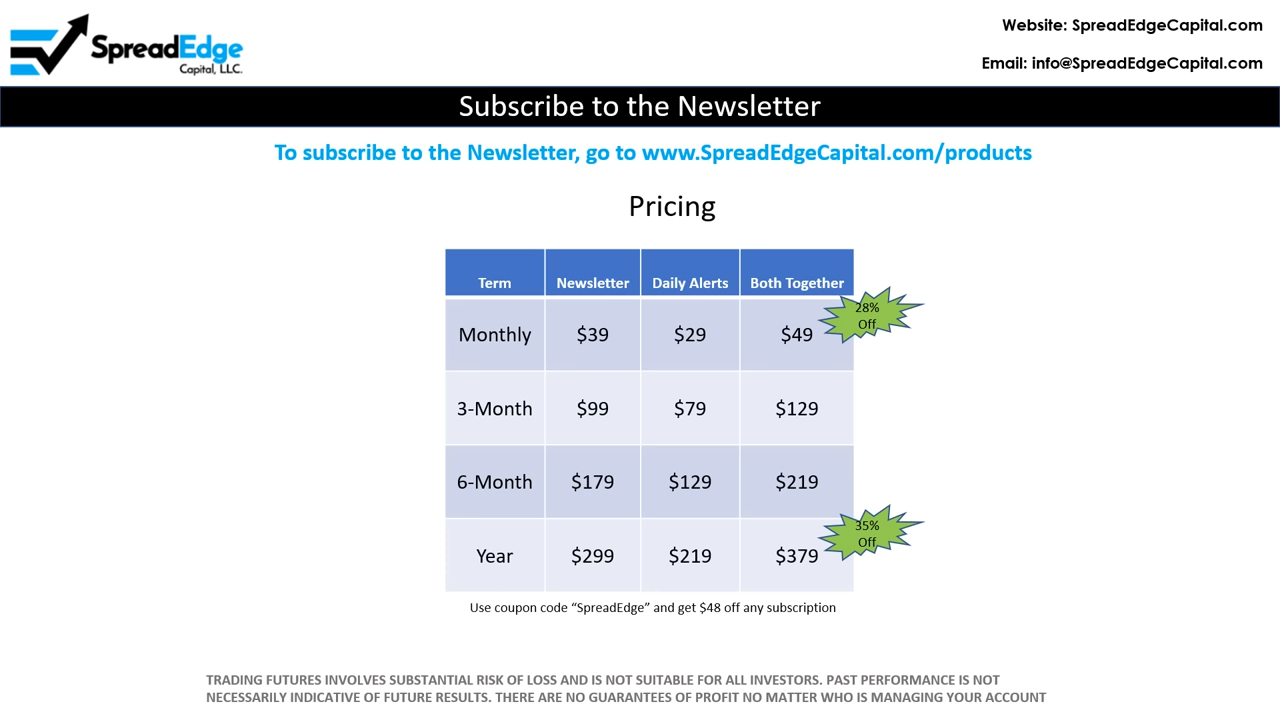 SpreadEdge
Capital, LLC.
Website: SpreadEdgeCapital.com
Email: info@SpreadEdgeCapital.com
Subscribe to the Newsletter
To subscribe to the Newsletter, go to www.SpreadEdgeCapital.com/products
Pricing
Term Newsletter Daily Alerts Both Together
28%
Off
Monthly $39 $29 $49
3-Month $99 $79 $129
6-Month $179 $129 $219
35%
Off
Year $299 $219 $379
Use coupon code “SpreadEdge” and get $48 off any subscription
TRADING FUTURES INVOLVES SUBSTANTIAL RISK OF LOSS AND IS NOT SUITABLE FOR ALL INVESTORS. PAST PERFORMANCE IS NOT
NECESSARILY INDICATIVE OF FUTURE RESULTS. THERE ARE NO GUARANTEES OF PROFIT NO MATTER WHO IS MANAGING YOUR ACCOUNT